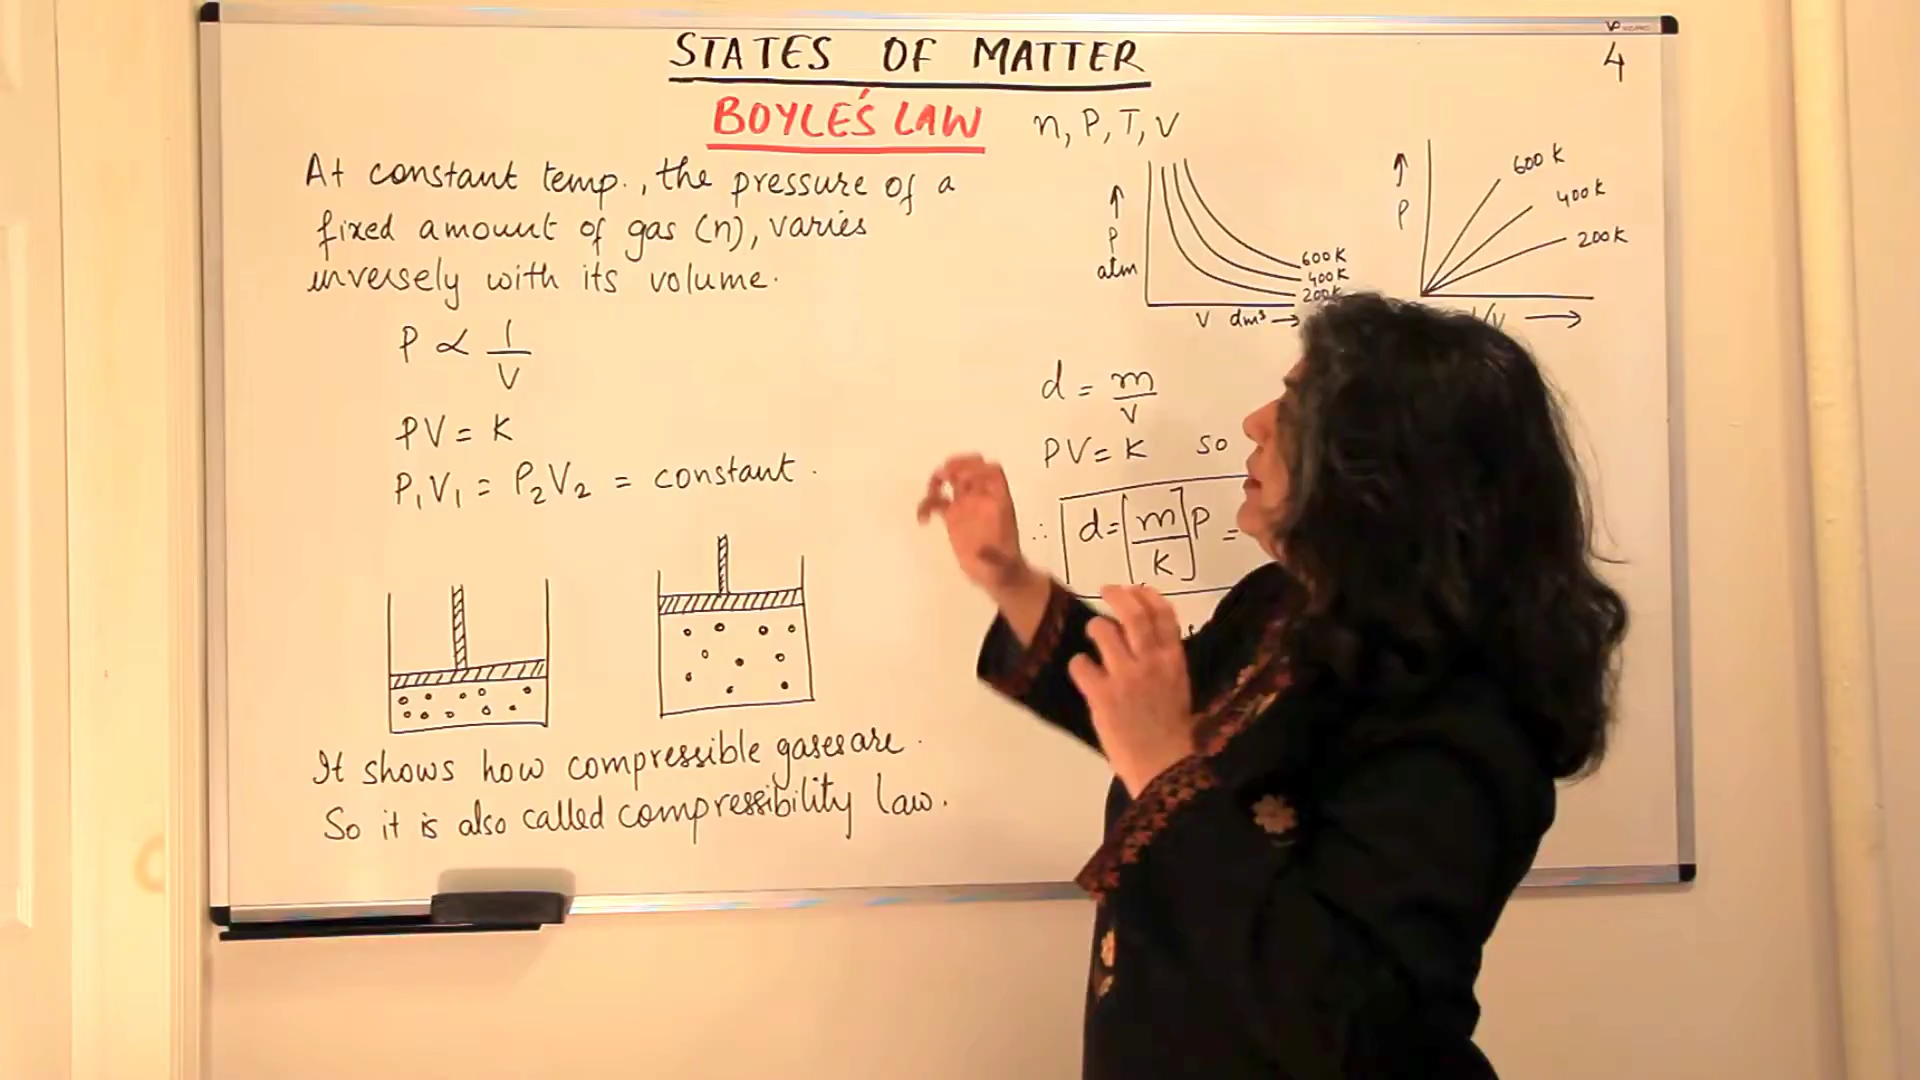 STATES OF MATTER
4
BOYLE'S LAW n, P, T, V
At constant temp., the pressure of a
fixed amount of gas (n), varies
inversely with its volume.
P ∝ 1/V
PV = K
P₁V₁ = P₂V₂ = constant.
It shows how compressible gases are.
So it is also called compressibility law.
↑
P
atm
600 K
400 K
200 K
V dm³ →
↑
P
600 K
400 K
200 K
1/V →
d = m/V
PV = K so
∴ d = [m/k] P =